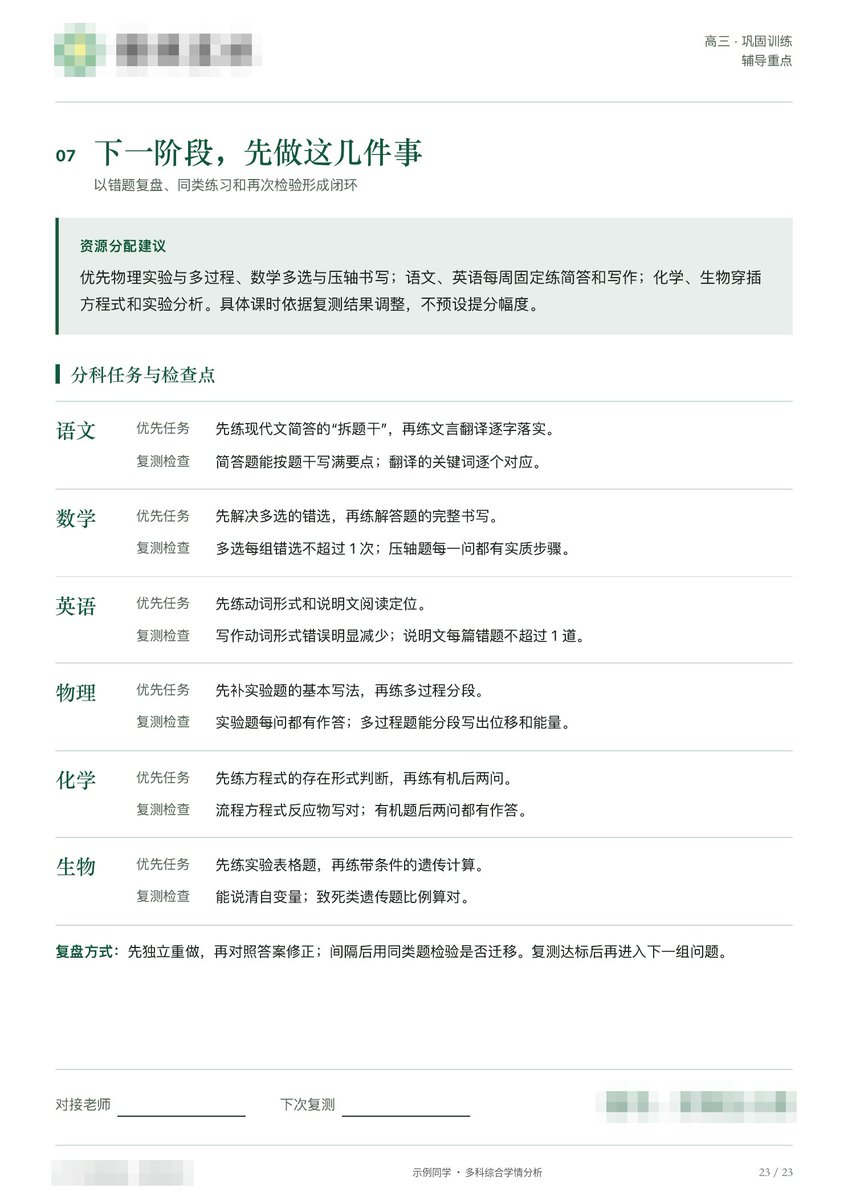 高三 · 巩固训练
辅导重点
07 下一阶段，先做这几件事
以错题复盘、同类练习和再次检验形成闭环
资源分配建议
优先物理实验与多过程、数学多选与压轴书写；语文、英语每周固定练简答和写作；化学、生物穿插
方程式和实验分析。具体课时依据复测结果调整，不预设提分幅度。
分科任务与检查点
语文 优先任务 先练现代文简答的“拆题干”，再练文言翻译逐字落实。
复测检查 简答题能按题干写满要点；翻译的关键词逐个对应。
数学 优先任务 先解决多选的错选，再练解答题的完整书写。
复测检查 多选每组错选不超过 1 次；压轴题每一问都有实质步骤。
英语 优先任务 先练动词形式和说明文阅读定位。
复测检查 写作动词形式错误明显减少；说明文每篇错题不超过 1 道。
物理 优先任务 先补实验题的基本写法，再练多过程分段。
复测检查 实验题每问都有作答；多过程题能分段写出位移和能量。
化学 优先任务 先练方程式的存在形式判断，再练有机后两问。
复测检查 流程方程式反应物写对；有机题后两问都有作答。
生物 优先任务 先练实验表格题，再练带条件的遗传计算。
复测检查 能说清自变量；致死类遗传题比例算对。
复盘方式：先独立重做，再对照答案修正；间隔后用同类题检验是否迁移。复测达标后再进入下一组问题。
对接老师 下次复测
示例同学 · 多科综合学情分析 23 / 23